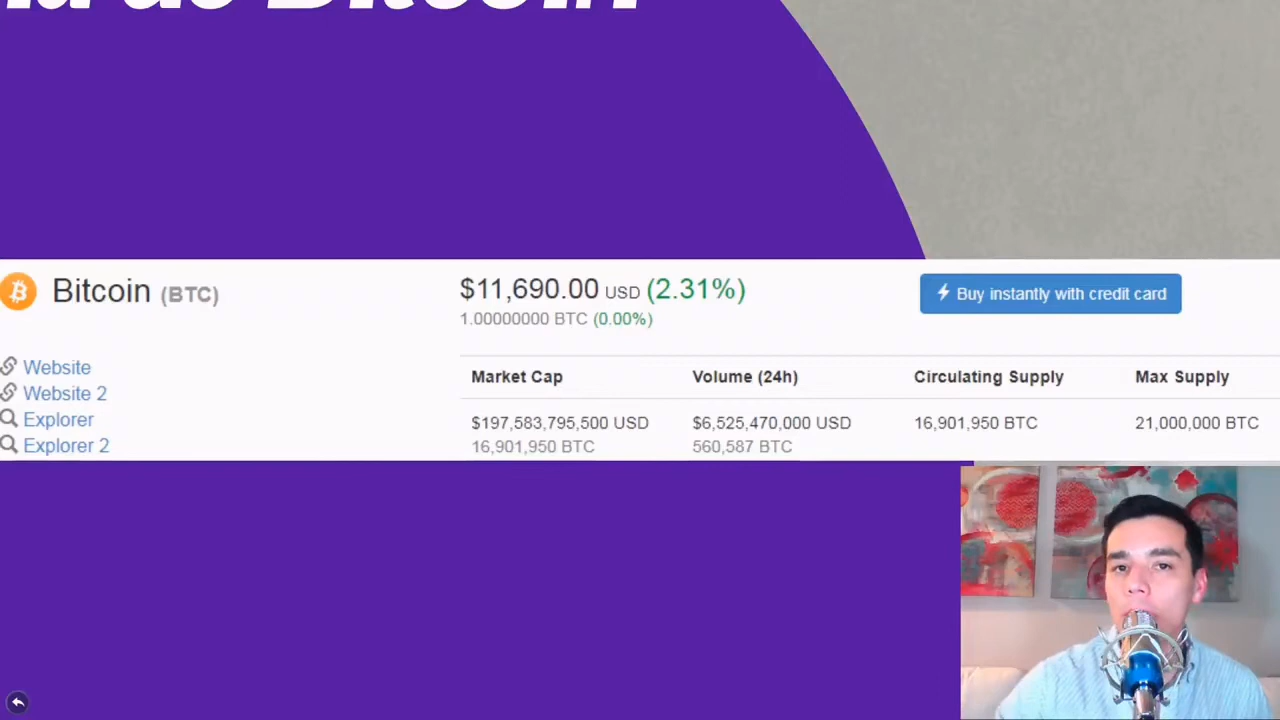 Bitcoin
Bitcoin (BTC)
$11,690.00 USD (2.31%)
1.00000000 BTC (0.00%)
Buy instantly with credit card
Website
Website 2
Explorer
Explorer 2
Market Cap
Volume (24h)
Circulating Supply
Max Supply
$197,583,795,500 USD
$6,525,470,000 USD
16,901,950 BTC
21,000,000 BTC
16,901,950 BTC
560,587 BTC